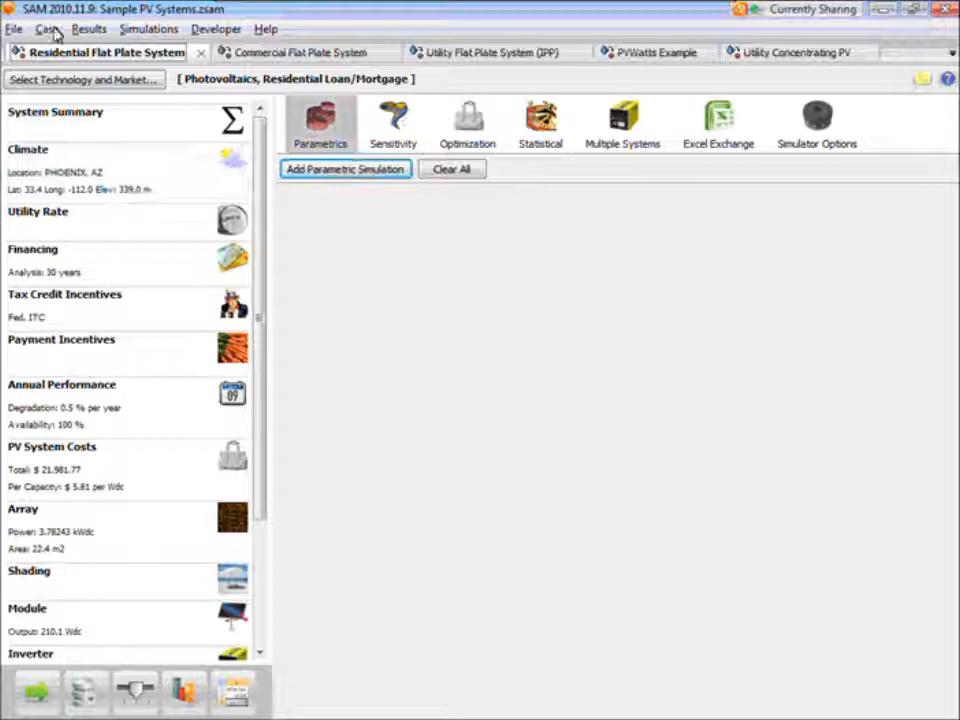 SAM 2010.11.9: Sample PV Systems.zsam
Currently Sharing
File Case Results Simulations Developer Help
Residential Flat Plate System Commercial Flat Plate System Utility Flat Plate System (IPP) PVWatts Example Utility Concentrating PV
Select Technology and Market... [ Photovoltaics, Residential Loan/Mortgage ]
System Summary
Climate
Location: PHOENIX, AZ
Lat: 33.4 Long: -112.0 Elev: 339.0 m
Utility Rate
Financing
Analysis: 30 years
Tax Credit Incentives
Fed. ITC
Payment Incentives
Annual Performance
Degradation: 0.5 % per year
Availability: 100 %
PV System Costs
Total: $ 21,981.77
Per Capacity: $ 5.81 per Wdc
Array
Power: 3.78243 kWdc
Area: 22.4 m2
Shading
Module
Output: 210.1 Wdc
Inverter
Parametrics Sensitivity Optimization Statistical Multiple Systems Excel Exchange Simulator Options
Add Parametric Simulation Clear All